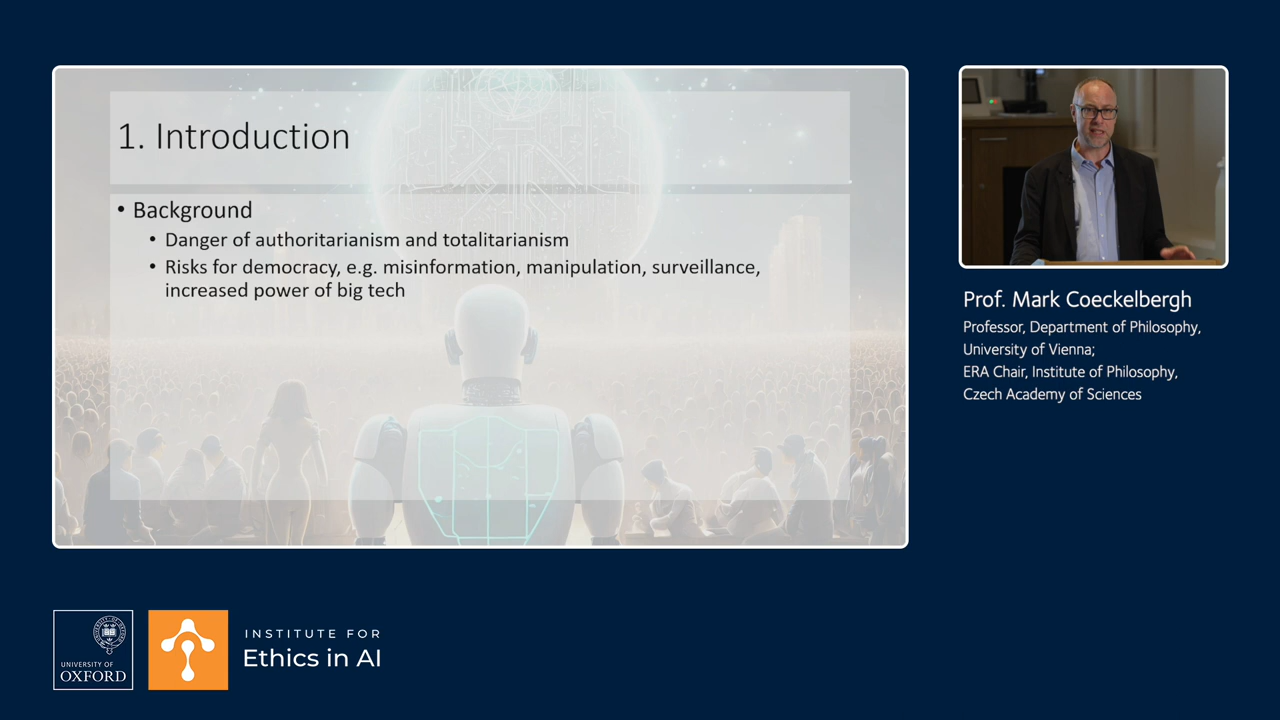 1. Introduction
• Background
• Danger of authoritarianism and totalitarianism
• Risks for democracy, e.g. misinformation, manipulation, surveillance,
increased power of big tech
Prof. Mark Coeckelbergh
Professor, Department of Philosophy,
University of Vienna;
ERA Chair, Institute of Philosophy,
Czech Academy of Sciences
UNIVERSITY OF
OXFORD
INSTITUTE FOR
Ethics in AI